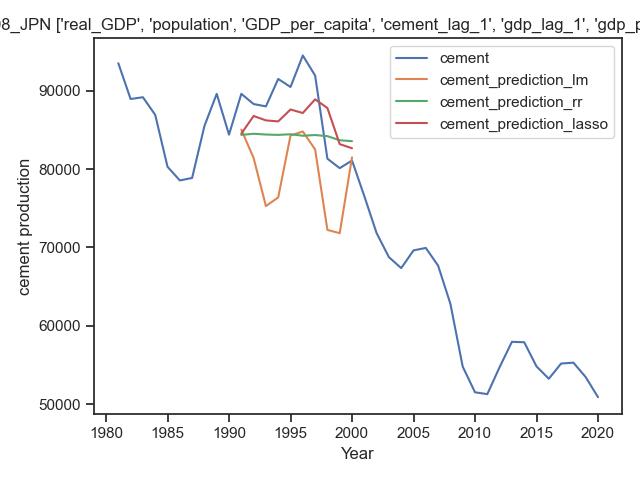 98_JPN ['real_GDP', 'population', 'GDP_per_capita', 'cement_lag_1', 'gdp_lag_1', 'gdp_p
cement
cement_prediction_lm
cement_prediction_rr
cement_prediction_lasso
90000
80000
70000
60000
50000
cement production
1980 1985 1990 1995 2000 2005 2010 2015 2020
Year